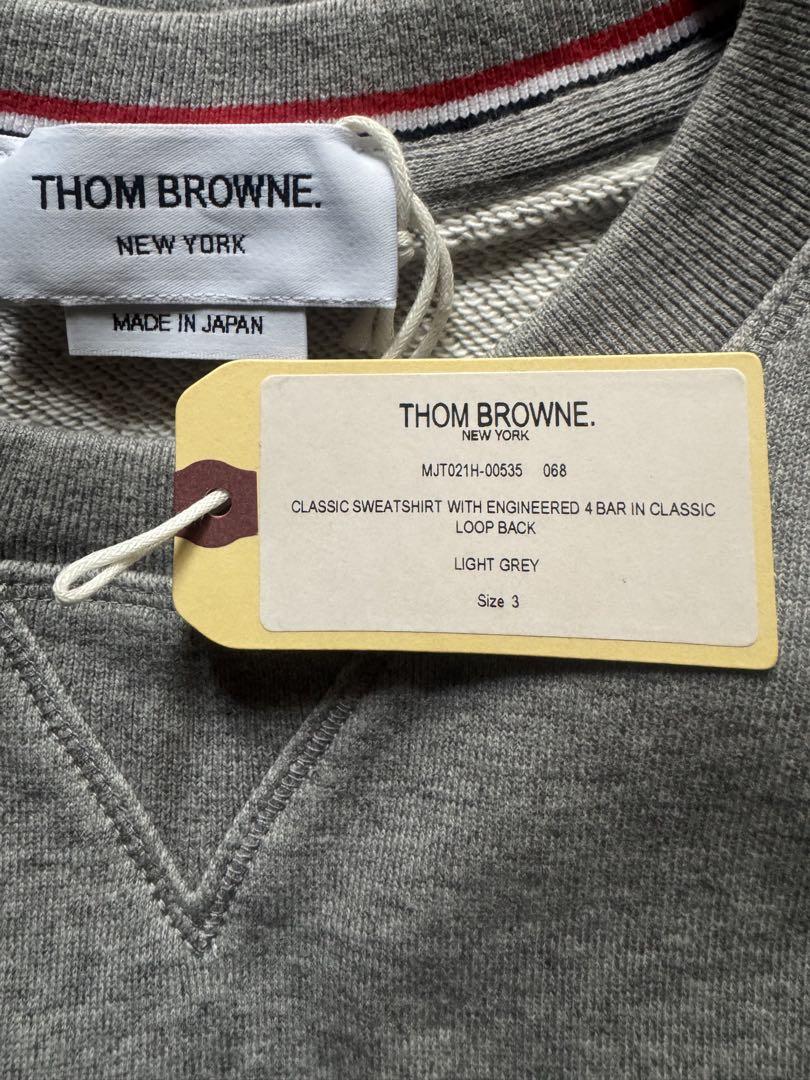 THOM BROWNE.
NEW YORK
MADE IN JAPAN
THOM BROWNE.
NEW YORK
MJT021H-00535 068
CLASSIC SWEATSHIRT WITH ENGINEERED 4 BAR IN CLASSIC
LOOP BACK
LIGHT GREY
Size 3